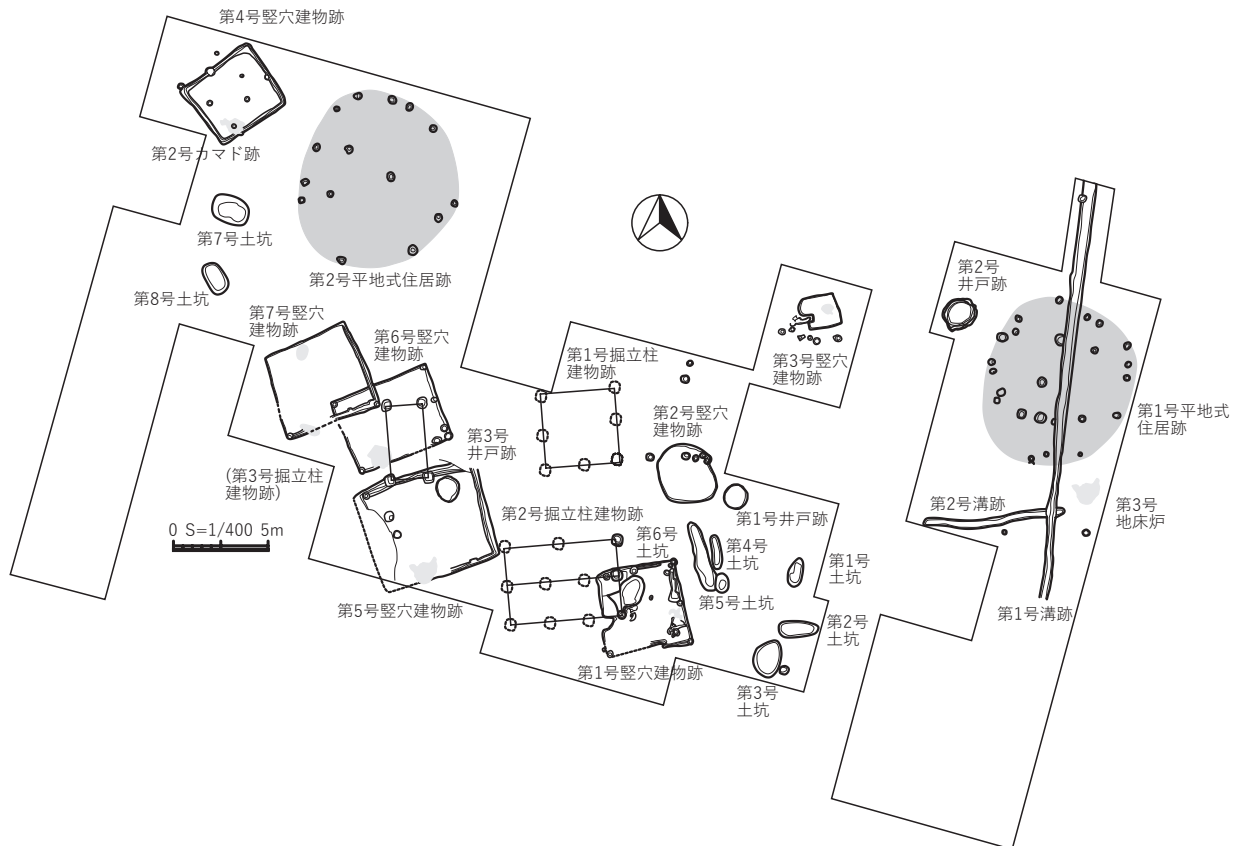 第4号竪穴建物跡
第2号カマド跡
第7号土坑
第8号土坑
第2号平地式住居跡
第7号竪穴
建物跡
第6号竪穴
建物跡
第3号
井戸跡
(第3号掘立柱
建物跡)
0 S=1/400 5m
第5号竪穴建物跡
第1号掘立柱
建物跡
第2号竪穴
建物跡
第3号竪穴
建物跡
第1号井戸跡
第2号掘立柱建物跡
第6号
土坑
第4号
土坑
第5号土坑
第1号
土坑
第2号
土坑
第3号
土坑
第1号竪穴建物跡
第2号
井戸跡
第1号平地式
住居跡
第2号溝跡
第3号
地床炉
第1号溝跡